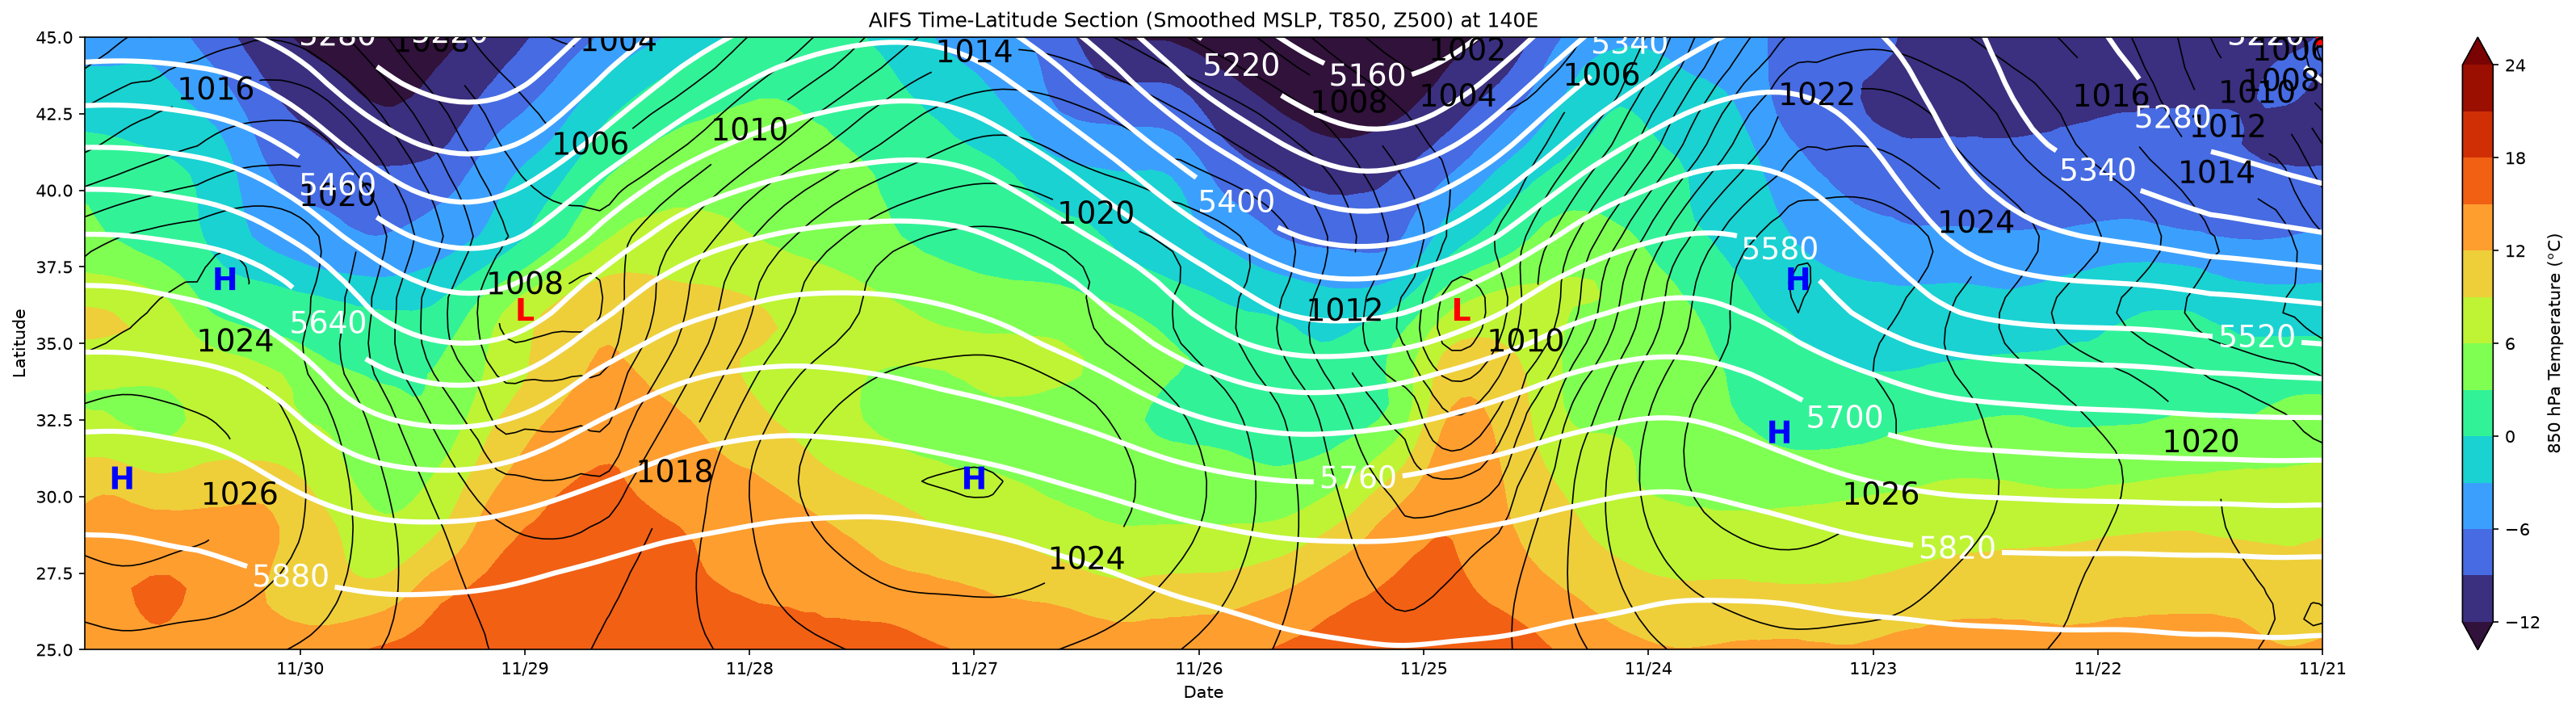 AIFS Time-Latitude Section (Smoothed MSLP, T850, Z500) at 140E
45.0
42.5
40.0
37.5
35.0
32.5
30.0
27.5
25.0
Latitude
5280 5220
1008 1004 1014 5220 5160 1002 5340 5220
1016 1008 1004 1006 1022 1016 1006
1008
1010
5280 1012
1006 1010 5340 1014
5460
1020 1020 5400 1024
5580
H 1008 H
L 1012 L
5640
1024 1010 5520
5700
H 1020
H 1026 1018 H 5760 1026
5880 1024 5820
11/30 11/29 11/28 11/27 11/26 11/25 11/24 11/23 11/22 11/21
Date
24
18
12
6
0
−6
−12
850 hPa Temperature (°C)